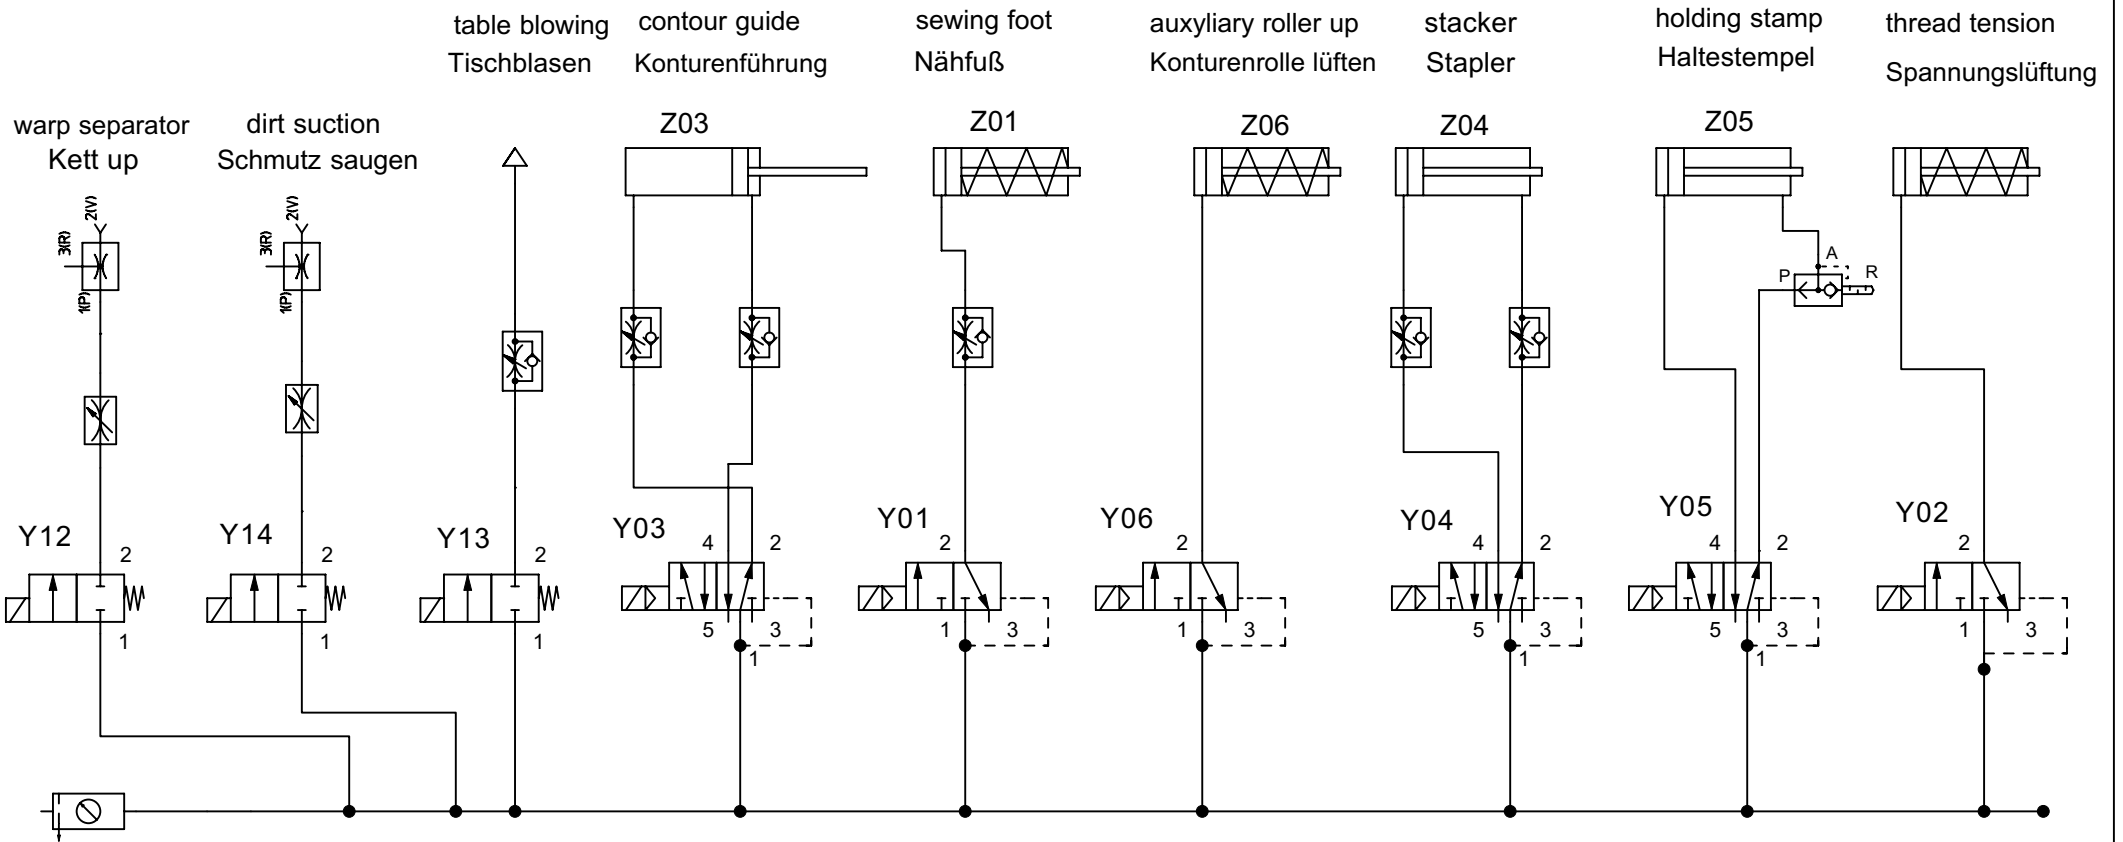 table blowing
Tischblasen
contour guide
Konturenführung
sewing foot
Nähfuß
auxyliary roller up
Konturenrolle lüften
stacker
Stapler
holding stamp
Haltestempel
thread tension
Spannungslüftung
warp separator
Kett up
dirt suction
Schmutz saugen
Z03
Z01
Z06
Z04
Z05
2(V)
3(R)
1(P)
2(V)
3(R)
1(P)
A
P
R
Y12
2
1
Y14
2
1
Y13
2
1
Y03
4
2
5
3
1
Y01
2
1
3
Y06
2
1
3
Y04
4
2
5
3
1
Y05
4
2
5
3
1
Y02
2
1
3